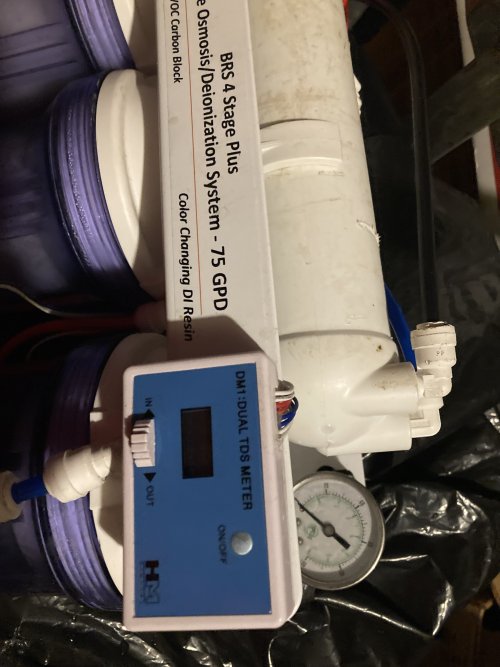 BRS 4 Stage Plus
e Osmosis/Deionization System - 75 GPD
VOC Carbon Block
Color Changing DI Resin
DM1:DUAL TDS METER
IN
OUT
ON/OFF
HM